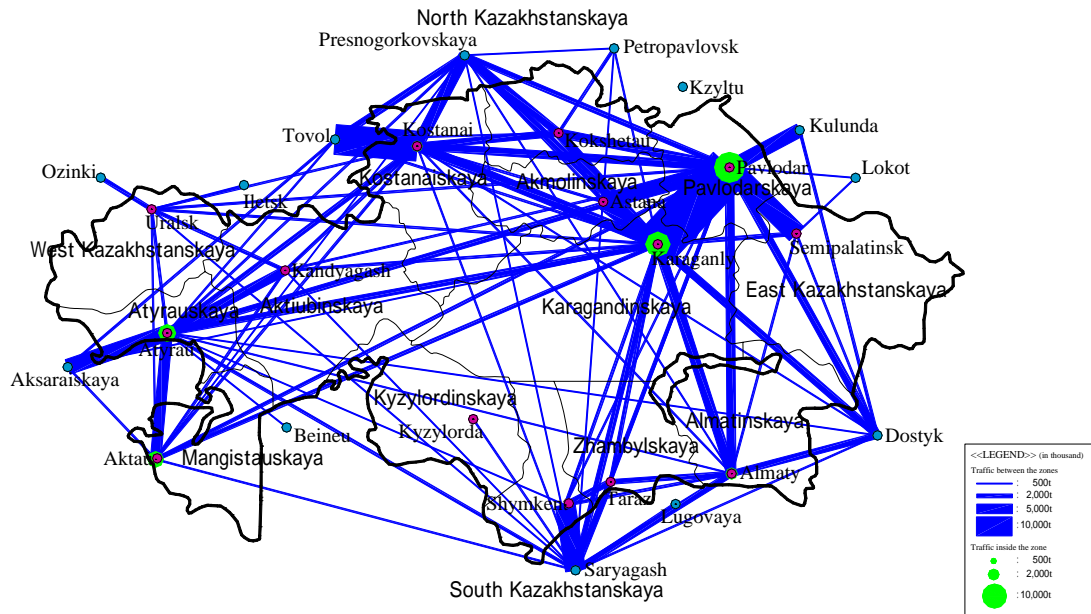 North Kazakhstanskaya
Presnogorkovskaya
Petropavlovsk
Kzyltu
Tovol
Kostanai
Kokshetau
Kulunda
Ozinki
Iletsk
Kostanaiskaya
Akmolinskaya
Pavlodar
Pavlodarskaya
Lokot
Uralsk
Astana
West Kazakhstanskaya
Karaganly
Semipalatinsk
Kandyagash
Aktiubinskaya
Karagandinskaya
East Kazakhstanskaya
Atyrauskaya
Atyrau
Aksaraiskaya
Kyzylordinskaya
Kyzylorda
Almatinskaya
Beineu
Zhambylskaya
Dostyk
Aktau
Mangistauskaya
Almaty
Taraz
Shymkent
Lugovaya
Saryagash
South Kazakhstanskaya
<<LEGEND>> (in thousand)
Traffic between the zones
: 500t
: 2,000t
: 5,000t
: 10,000t
Traffic inside the zone
: 500t
: 2,000t
: 10,000t